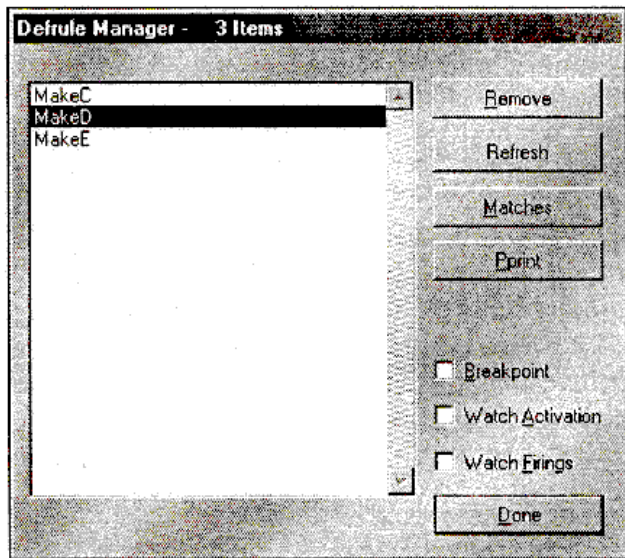 Defrule Manager - 3 Items
MakeC
MakeD
MakeE
Remove
Refresh
Matches
Pprint
Breakpoint
Watch Activation
Watch Firings
Done